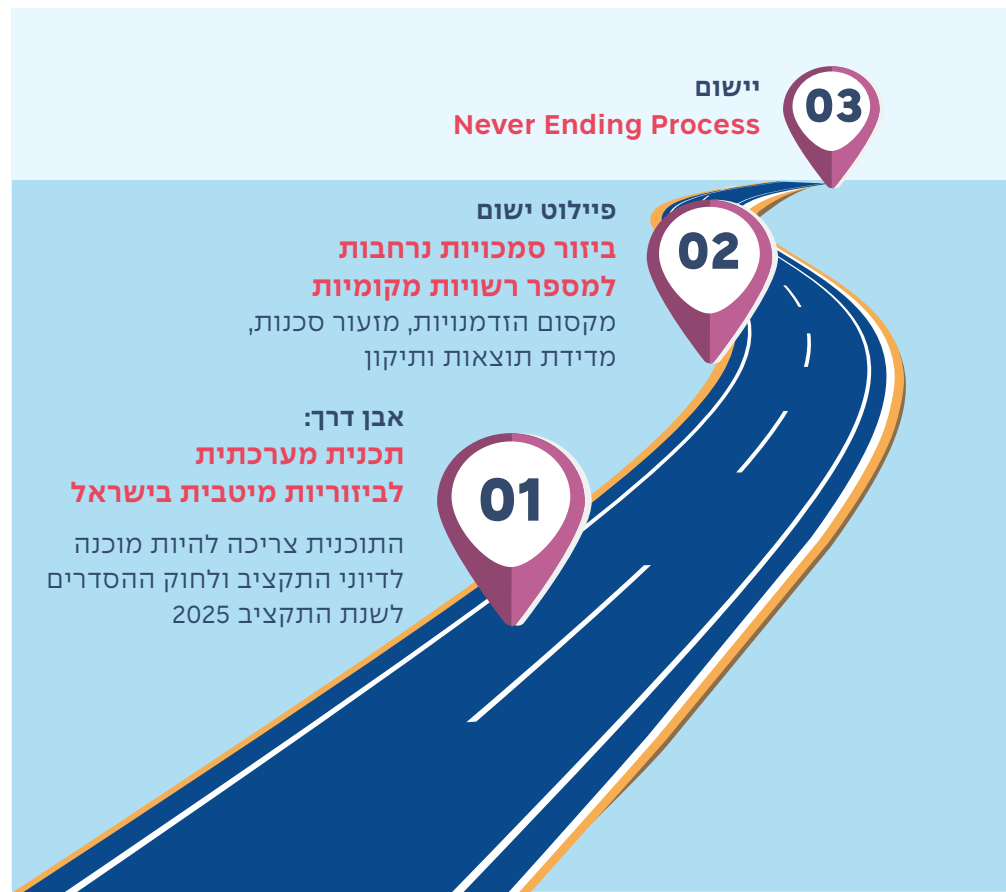 03
יישום
Never Ending Process
02
פיילוט ישום
ביזור סמכויות נרחבות
למספר רשויות מקומיות
מקסום הזדמנויות, מזעור סכנות,
מדידת תוצאות ותיקון
01
אבן דרך:
תכנית מערכתית
לביזוריות מיטבית בישראל
התוכנית צריכה להיות מוכנה
לדיוני התקציב ולחוק ההסדרים
לשנת התקציב 2025